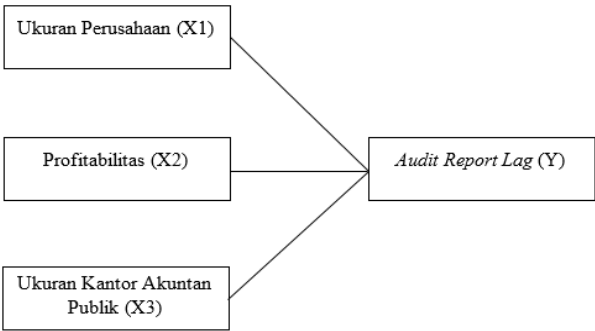 Ukuran Perusahaan (X1)
Profitabilitas (X2)
Audit Report Lag (Y)
Ukuran Kantor Akuntan
Publik (X3)